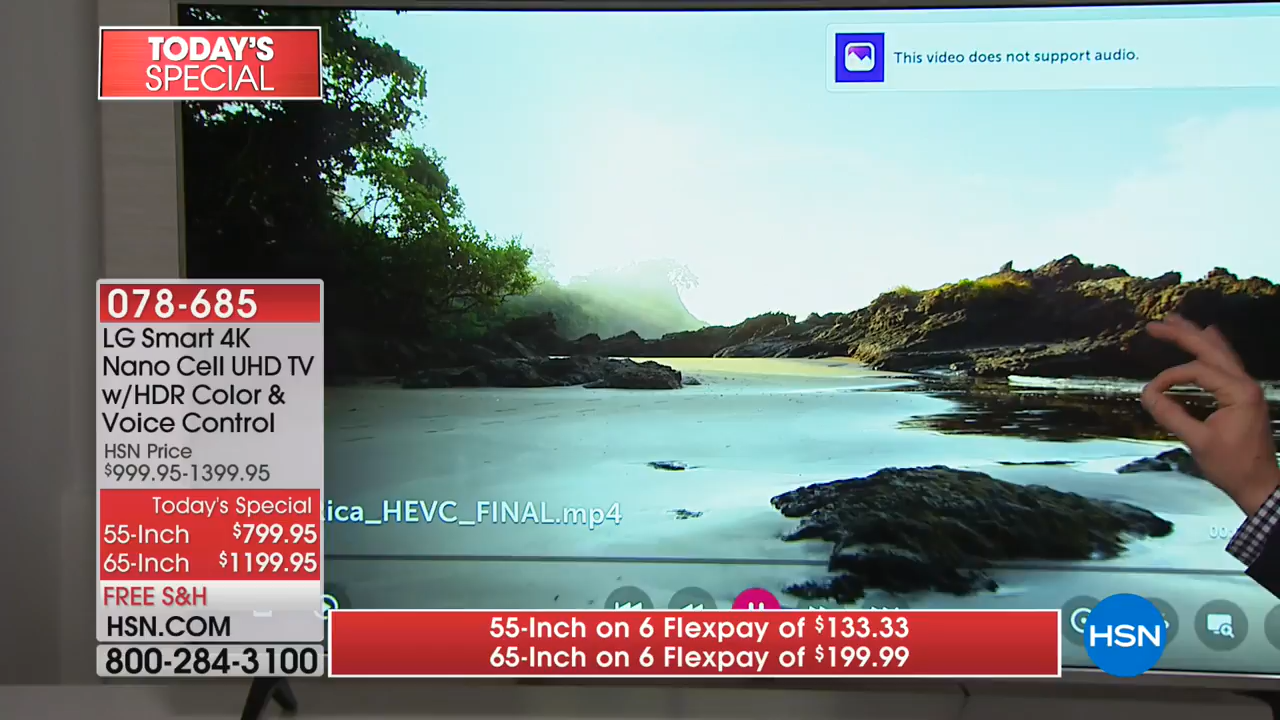 TODAY'S
SPECIAL
This video does not support audio.
078-685
LG Smart 4K
Nano Cell UHD TV
w/HDR Color &
Voice Control
HSN Price
$999.95-1399.95
Today's Special
55-Inch $799.95
65-Inch $1199.95
FREE S&H
HSN.COM
800-284-3100
ica_HEVC_FINAL.mp4
55-Inch on 6 Flexpay of $133.33
65-Inch on 6 Flexpay of $199.99
HSN